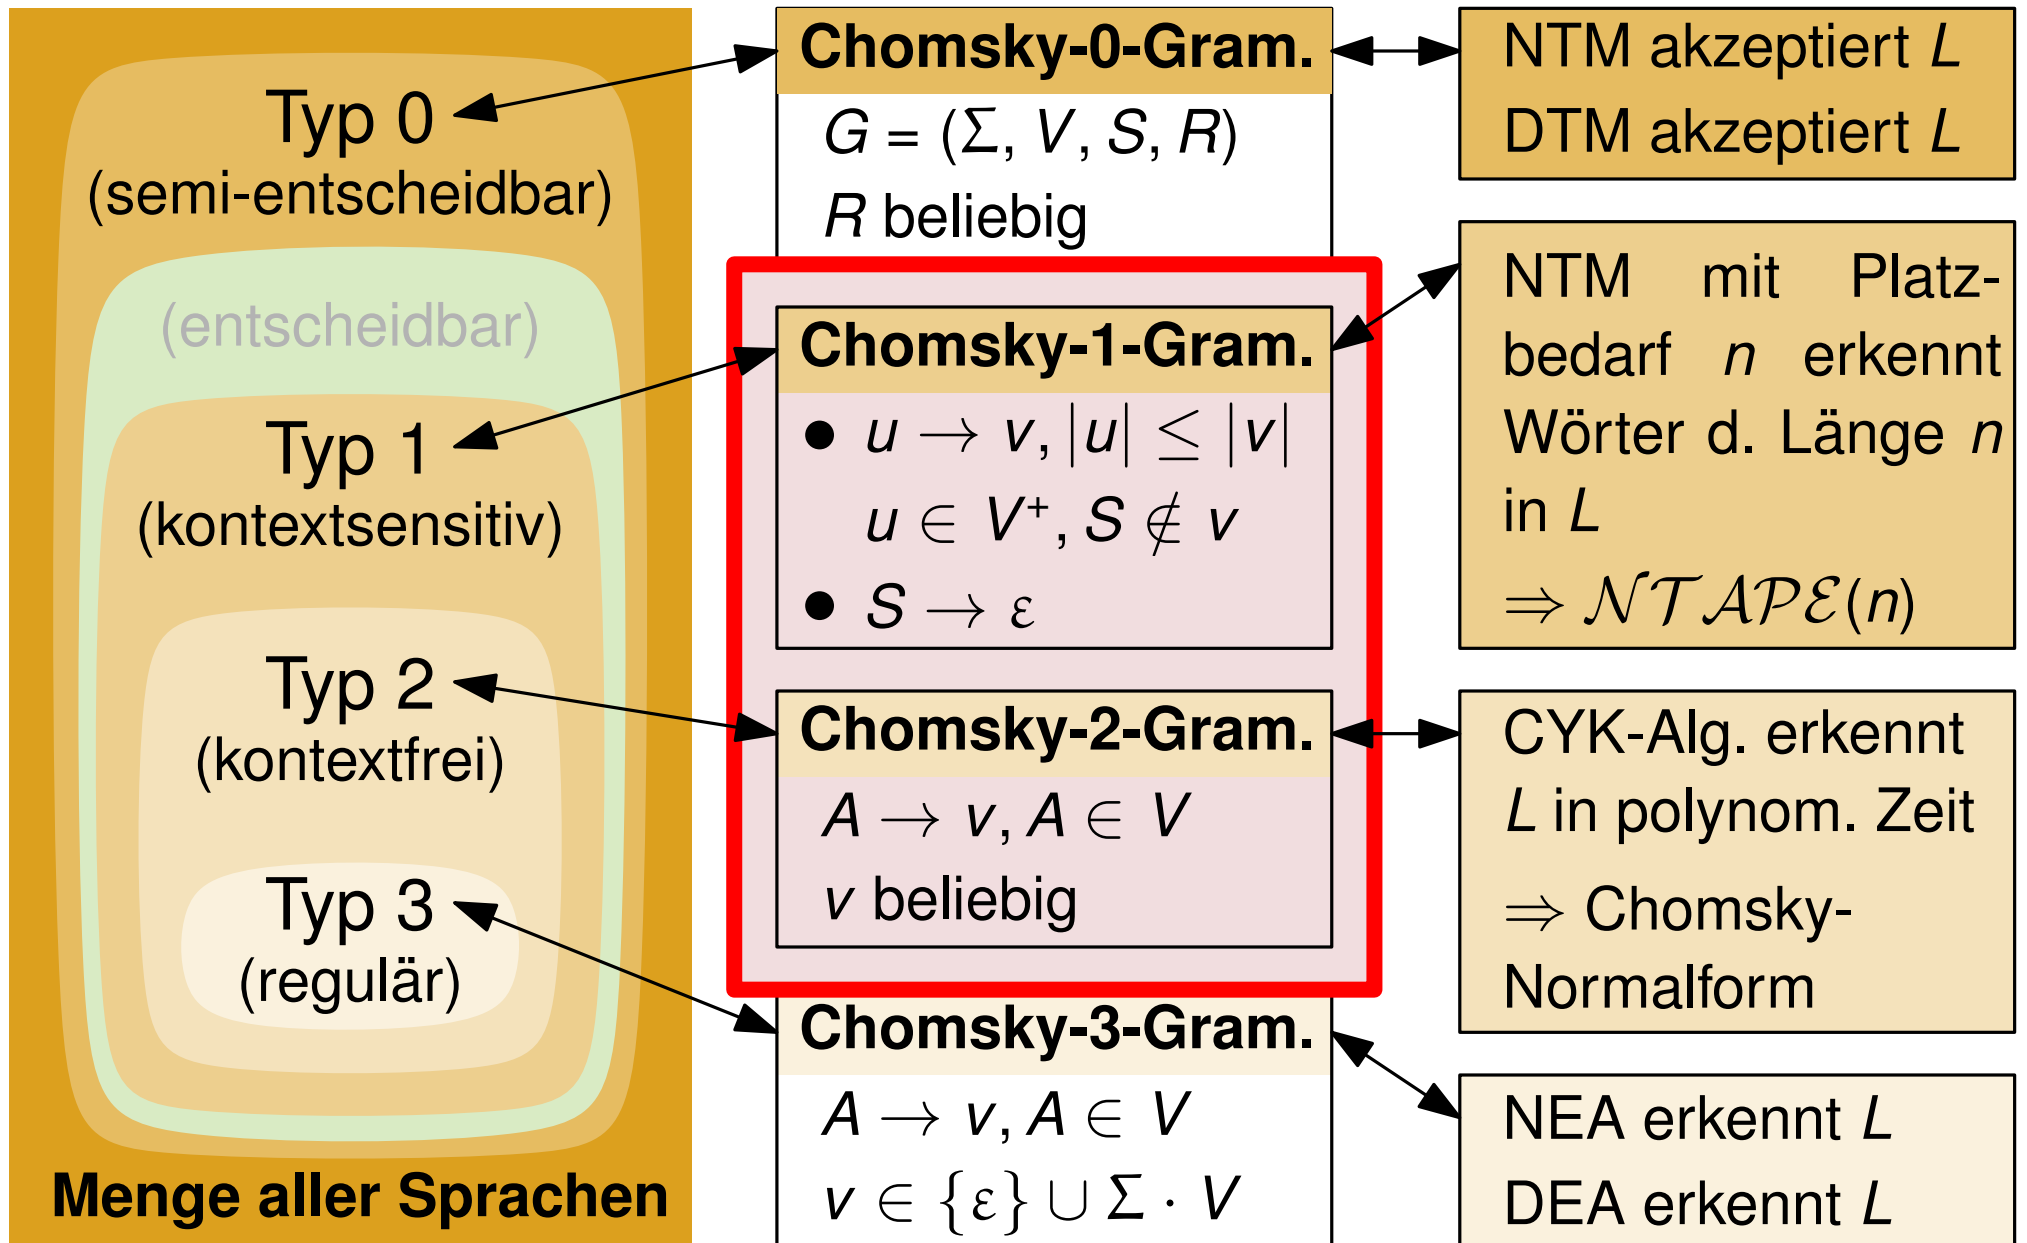 Typ 0
(semi-entscheidbar)
(entscheidbar)
Typ 1
(kontextsensitiv)
Typ 2
(kontextfrei)
Typ 3
(regulär)
Menge aller Sprachen
Chomsky-0-Gram.
G = (Σ, V, S, R)
R beliebig
Chomsky-1-Gram.
● u → v, |u| ≤ |v|
u ∈ V⁺, S ∉ v
● S → ε
Chomsky-2-Gram.
A → v, A ∈ V
v beliebig
Chomsky-3-Gram.
A → v, A ∈ V
v ∈ {ε} ∪ Σ · V
NTM akzeptiert L
DTM akzeptiert L
NTM mit Platz-
bedarf n erkennt
Wörter d. Länge n
in L
⇒ 𝒩𝒯𝒜𝒫ℰ(n)
CYK-Alg. erkennt
L in polynom. Zeit
⇒ Chomsky-
Normalform
NEA erkennt L
DEA erkennt L